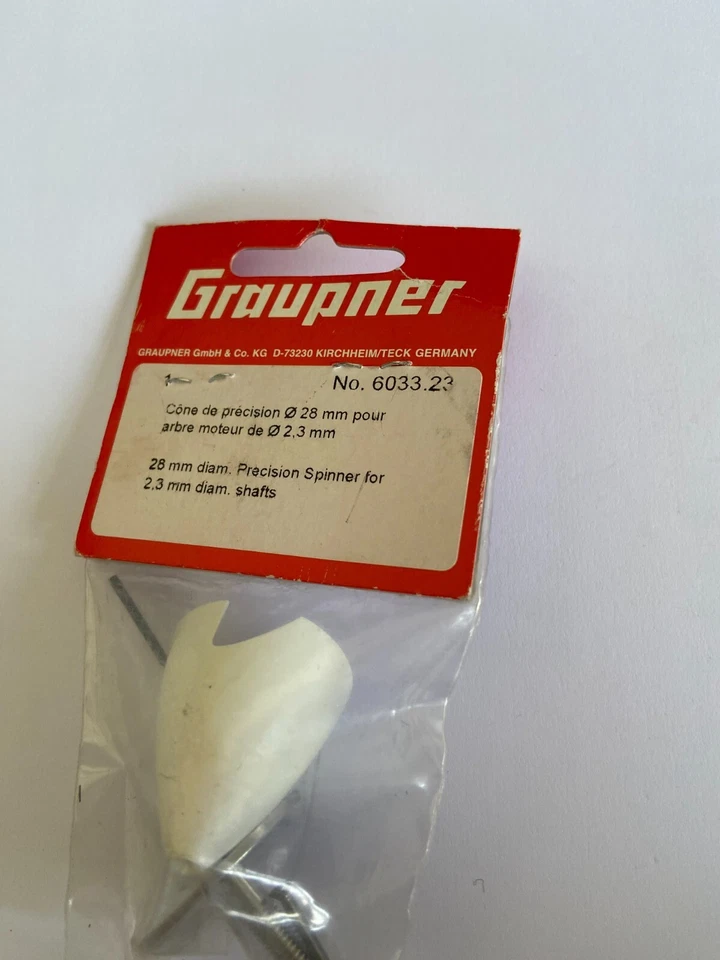 Graupner
GRAUPNER GmbH & Co. KG D-73230 KIRCHHEIM/TECK GERMANY
1 No. 6033.23
Cône de précision Ø 28 mm pour
arbre moteur de Ø 2,3 mm
28 mm diam. Precision Spinner for
2,3 mm diam. shafts